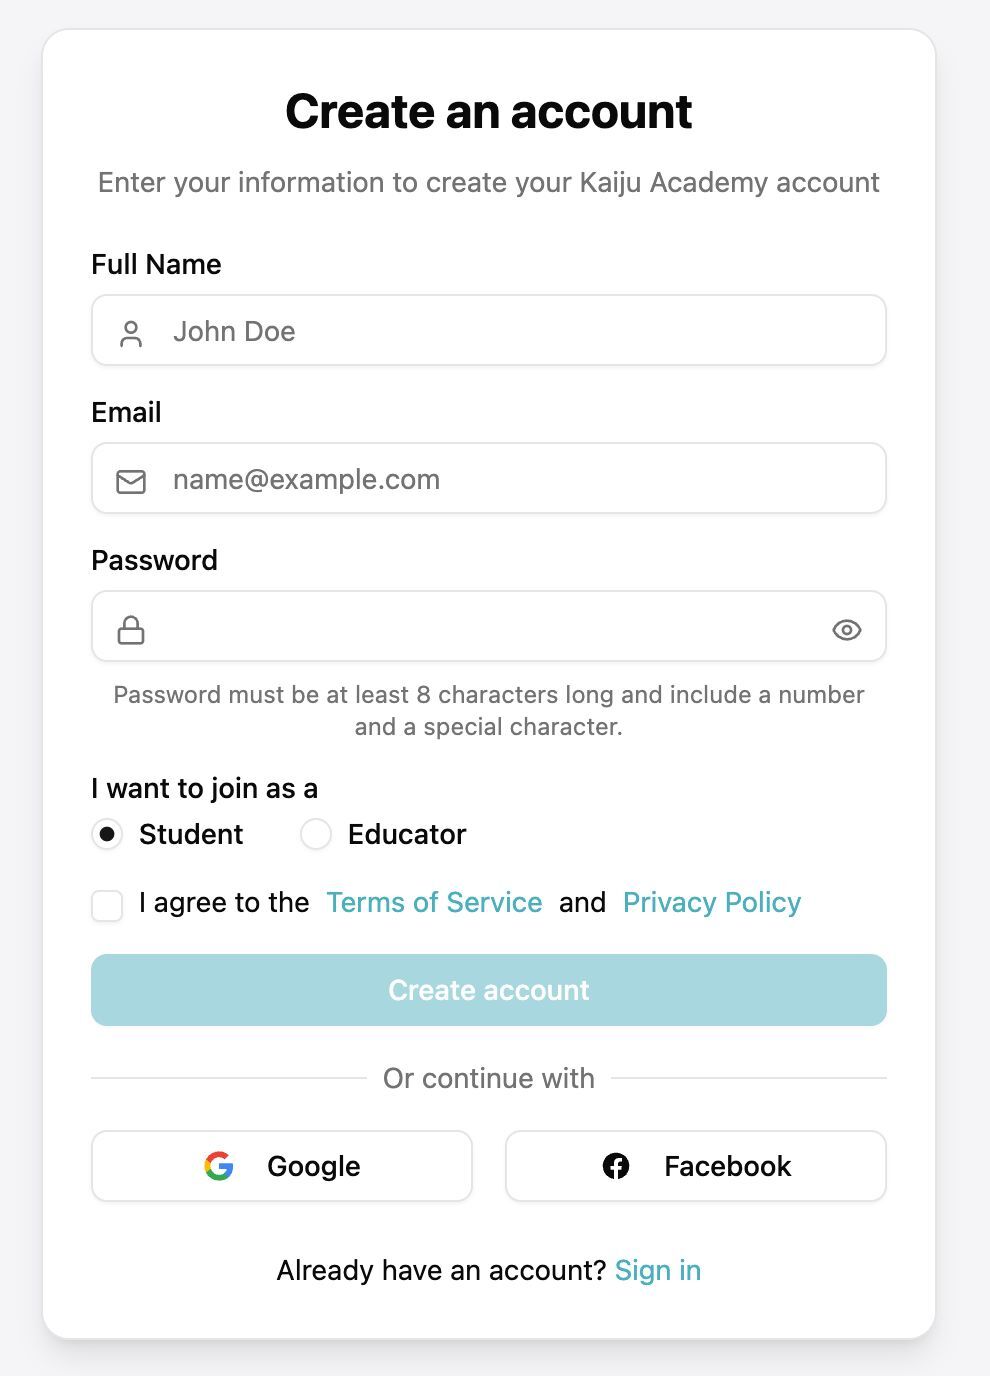 Create an account
Enter your information to create your Kaiju Academy account
Full Name
John Doe
Email
name@example.com
Password
Password must be at least 8 characters long and include a number
and a special character.
I want to join as a
Student Educator
I agree to the Terms of Service and Privacy Policy
Create account
Or continue with
Google Facebook
Already have an account? Sign in